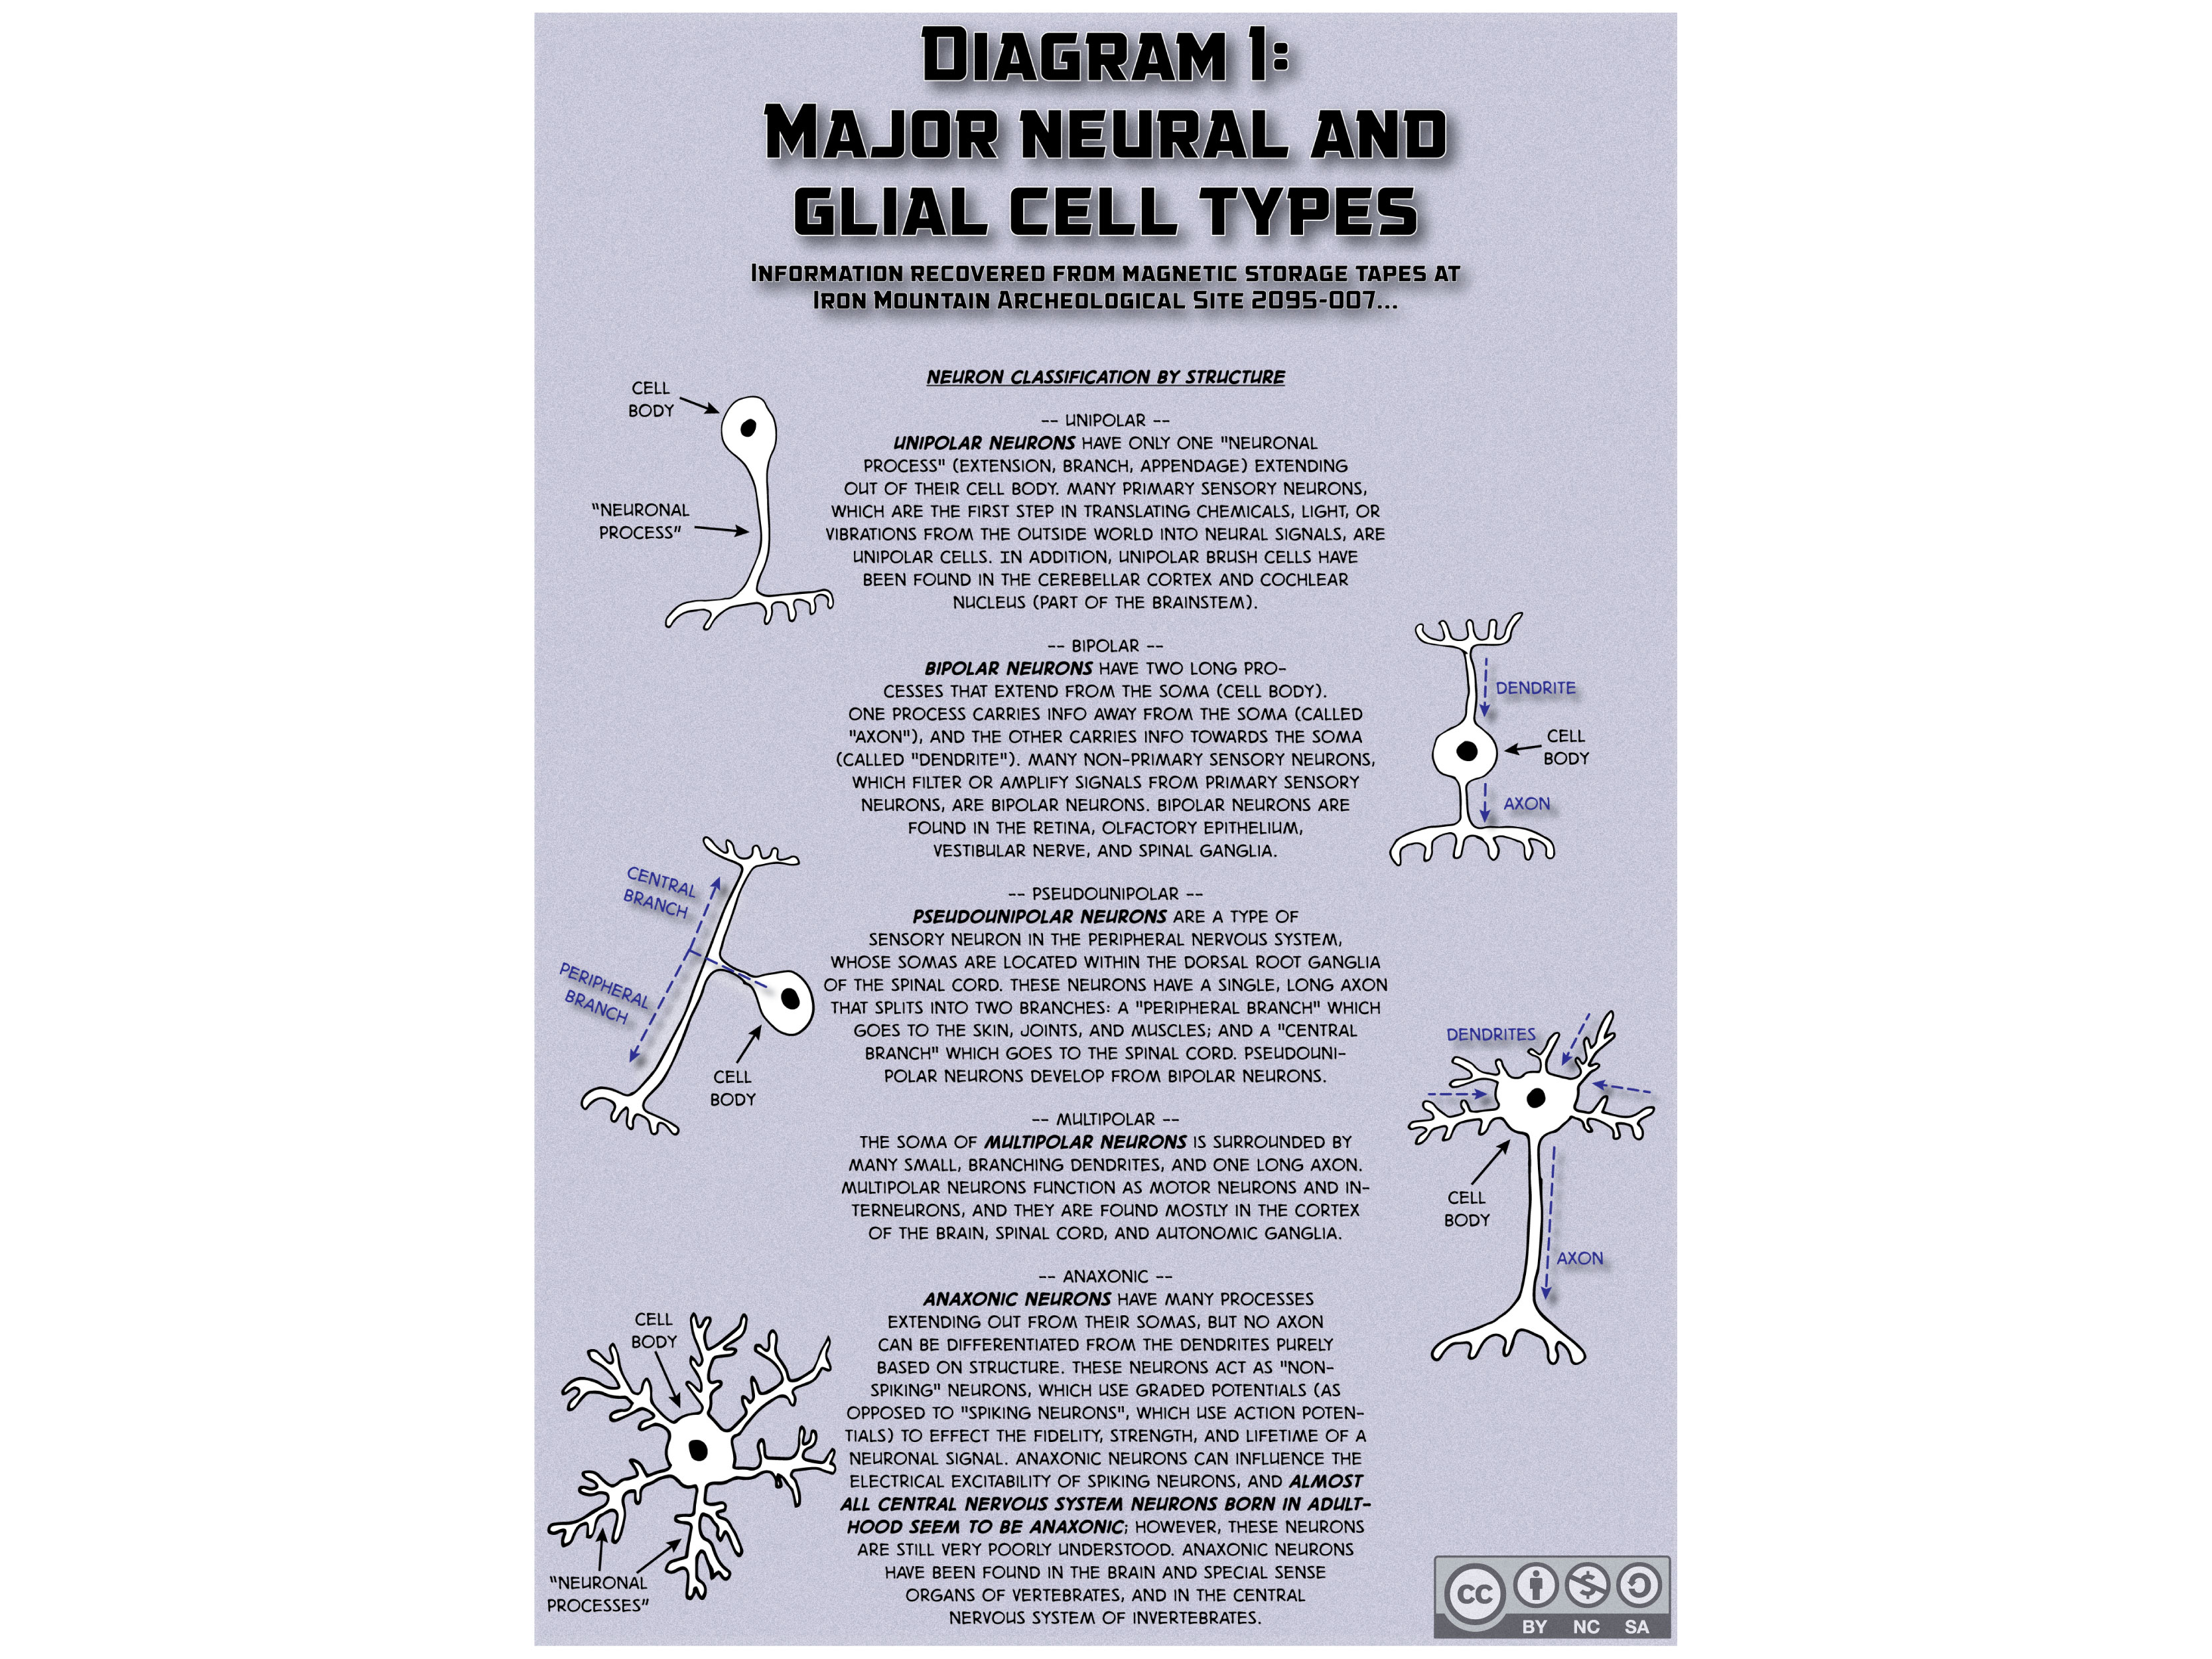 DIAGRAM 1:
MAJOR NEURAL AND
GLIAL CELL TYPES
INFORMATION RECOVERED FROM MAGNETIC STORAGE TAPES AT
IRON MOUNTAIN ARCHEOLOGICAL SITE 2095-007...
NEURON CLASSIFICATION BY STRUCTURE
CELL
BODY
"NEURONAL
PROCESS"
-- UNIPOLAR --
UNIPOLAR NEURONS HAVE ONLY ONE "NEURONAL
PROCESS" (EXTENSION, BRANCH, APPENDAGE) EXTENDING
OUT OF THEIR CELL BODY. MANY PRIMARY SENSORY NEURONS,
WHICH ARE THE FIRST STEP IN TRANSLATING CHEMICALS, LIGHT, OR
VIBRATIONS FROM THE OUTSIDE WORLD INTO NEURAL SIGNALS, ARE
UNIPOLAR CELLS. IN ADDITION, UNIPOLAR BRUSH CELLS HAVE
BEEN FOUND IN THE CEREBELLAR CORTEX AND COCHLEAR
NUCLEUS (PART OF THE BRAINSTEM).
-- BIPOLAR --
BIPOLAR NEURONS HAVE TWO LONG PRO-
CESSES THAT EXTEND FROM THE SOMA (CELL BODY).
ONE PROCESS CARRIES INFO AWAY FROM THE SOMA (CALLED
"AXON"), AND THE OTHER CARRIES INFO TOWARDS THE SOMA
(CALLED "DENDRITE"). MANY NON-PRIMARY SENSORY NEURONS,
WHICH FILTER OR AMPLIFY SIGNALS FROM PRIMARY SENSORY
NEURONS, ARE BIPOLAR NEURONS. BIPOLAR NEURONS ARE
FOUND IN THE RETINA, OLFACTORY EPITHELIUM,
VESTIBULAR NERVE, AND SPINAL GANGLIA.
DENDRITE
CELL
BODY
AXON
CENTRAL
BRANCH
PERIPHERAL
BRANCH
CELL
BODY
-- PSEUDOUNIPOLAR --
PSEUDOUNIPOLAR NEURONS ARE A TYPE OF
SENSORY NEURON IN THE PERIPHERAL NERVOUS SYSTEM,
WHOSE SOMAS ARE LOCATED WITHIN THE DORSAL ROOT GANGLIA
OF THE SPINAL CORD. THESE NEURONS HAVE A SINGLE, LONG AXON
THAT SPLITS INTO TWO BRANCHES: A "PERIPHERAL BRANCH" WHICH
GOES TO THE SKIN, JOINTS, AND MUSCLES; AND A "CENTRAL
BRANCH" WHICH GOES TO THE SPINAL CORD. PSEUDOUNI-
POLAR NEURONS DEVELOP FROM BIPOLAR NEURONS.
-- MULTIPOLAR --
THE SOMA OF MULTIPOLAR NEURONS IS SURROUNDED BY
MANY SMALL, BRANCHING DENDRITES, AND ONE LONG AXON.
MULTIPOLAR NEURONS FUNCTION AS MOTOR NEURONS AND IN-
TERNEURONS, AND THEY ARE FOUND MOSTLY IN THE CORTEX
OF THE BRAIN, SPINAL CORD, AND AUTONOMIC GANGLIA.
DENDRITES
CELL
BODY
AXON
-- ANAXONIC --
ANAXONIC NEURONS HAVE MANY PROCESSES
EXTENDING OUT FROM THEIR SOMAS, BUT NO AXON
CAN BE DIFFERENTIATED FROM THE DENDRITES PURELY
BASED ON STRUCTURE. THESE NEURONS ACT AS "NON-
SPIKING" NEURONS, WHICH USE GRADED POTENTIALS (AS
OPPOSED TO "SPIKING NEURONS", WHICH USE ACTION POTEN-
TIALS) TO EFFECT THE FIDELITY, STRENGTH, AND LIFETIME OF A
NEURONAL SIGNAL. ANAXONIC NEURONS CAN INFLUENCE THE
ELECTRICAL EXCITABILITY OF SPIKING NEURONS, AND ALMOST
ALL CENTRAL NERVOUS SYSTEM NEURONS BORN IN ADULT-
HOOD SEEM TO BE ANAXONIC; HOWEVER, THESE NEURONS
ARE STILL VERY POORLY UNDERSTOOD. ANAXONIC NEURONS
HAVE BEEN FOUND IN THE BRAIN AND SPECIAL SENSE
ORGANS OF VERTEBRATES, AND IN THE CENTRAL
NERVOUS SYSTEM OF INVERTEBRATES.
CELL
BODY
"NEURONAL
PROCESSES"
CC
BY NC SA